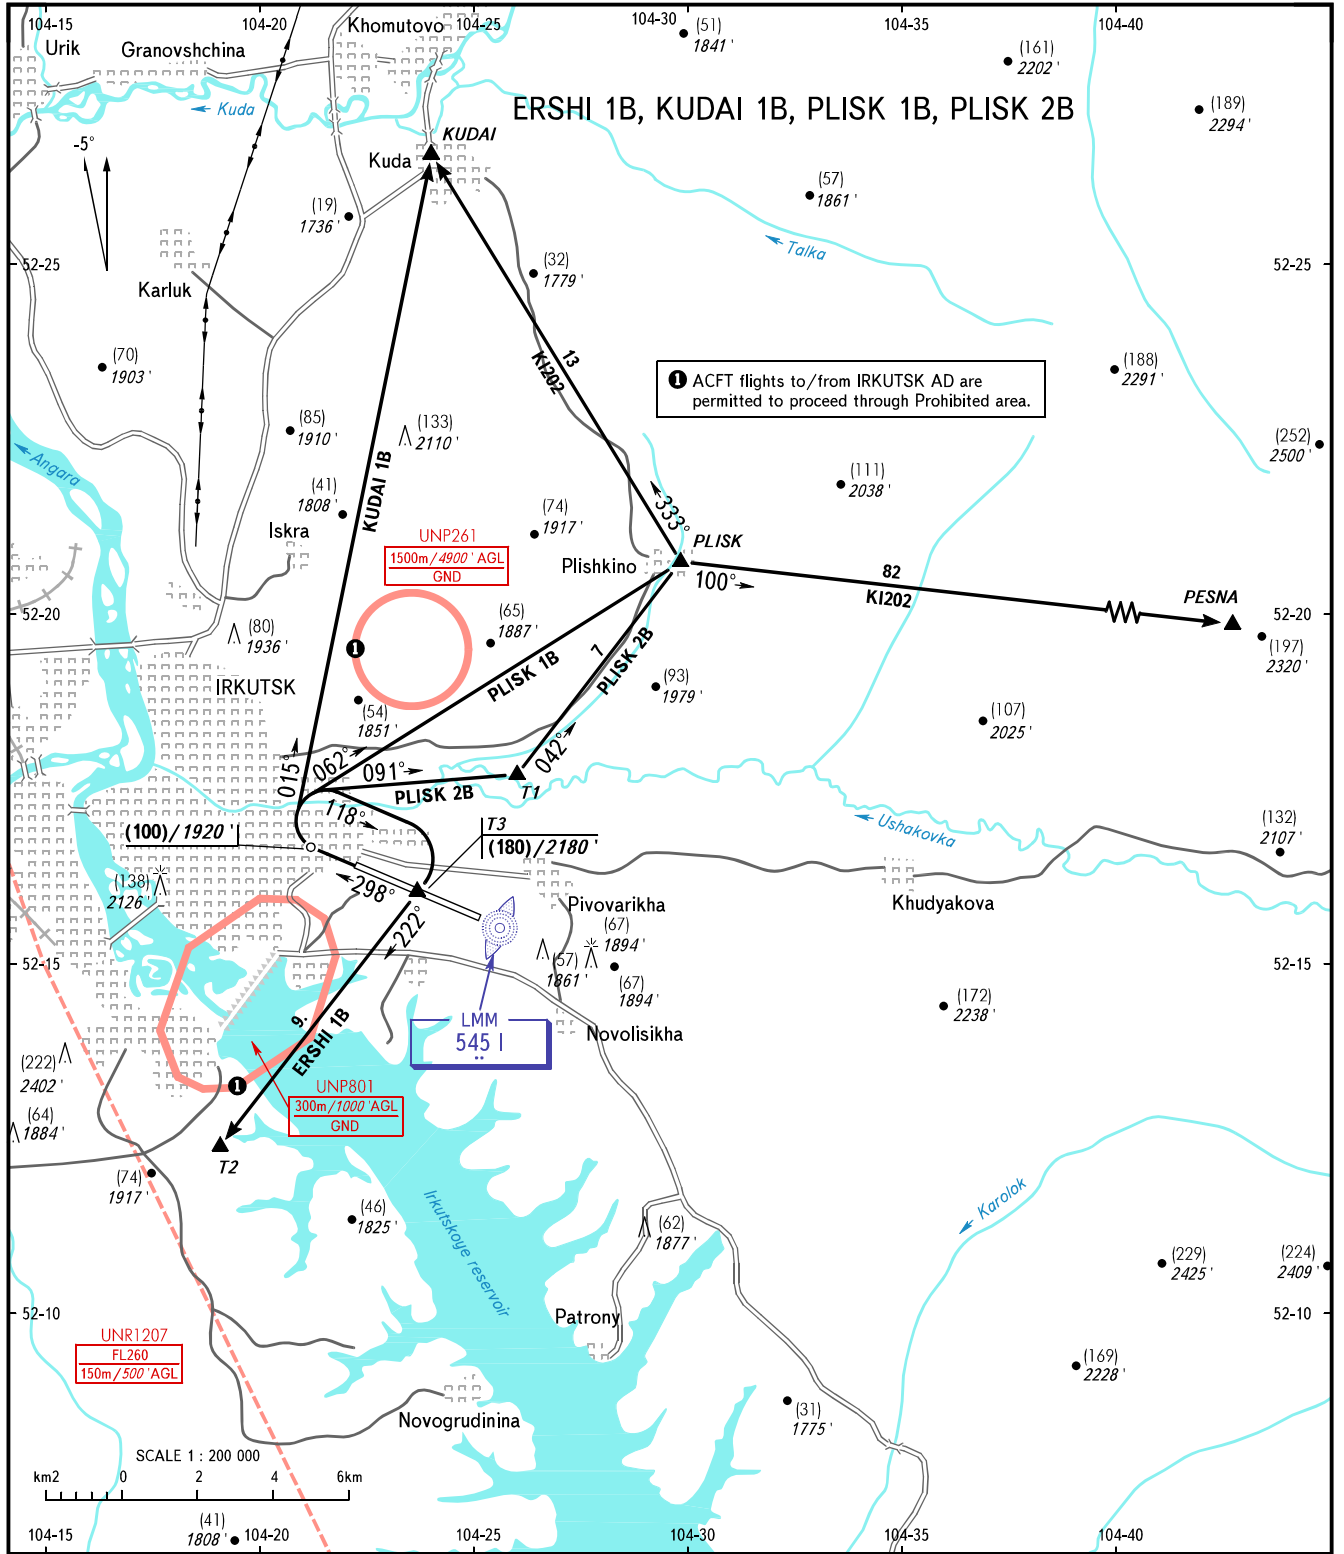 104-15
104-20
104-25
104-30
104-40
Urik
Granovshchina
Khomutovo
(51)
1841'
(161)
2202'
Kuda
ERSHI 1B, KUDAI 1B, PLISK 1B, PLISK 2B
(189)
2294'
-5°
KUDAI
Kuda
(19)
1736'
(57)
1861'
Talka
52-25
52-25
(32)
1779'
Karluk
(70)
1903'
13
KI202
1 ACFT flights to/from IRKUTSK AD are
permitted to proceed through Prohibited area.
(188)
2291'
(85)
1910'
(133)
2110'
(252)
2500'
Angara
KUDAI 1B
(41)
1808'
(111)
2038'
333°
(74)
1917'
Iskra
UNP261
1500m/4900' AGL
GND
PLISK
Plishkino
100°
82
KI202
PESNA
52-20
52-20
(80)
1936'
(65)
1887'
1
(197)
2320'
7
PLISK 2B
PLISK 1B
IRKUTSK
(93)
1979'
(54)
1851'
(107)
2025'
015°
062°
091°
042°
PLISK 2B
T1
118°
(100)/1920'
T3
(180)/2180'
Ushakovka
(132)
2107'
298°
(138)
2126'
222°
Pivovarikha
Khudyakova
(67)
1894'
(57)
1861'
(67)
1894'
52-15
52-15
(172)
2238'
9.
ERSHI 1B
LMM
545 I
Novolisikha
(222)
2402'
1
UNP801
300m/1000'AGL
GND
(64)
1884'
T2
(74)
1917'
(46)
1825'
Irkutskoye reservoir
(62)
1877'
Karolok
(229)
2425'
(224)
2409'
52-10
52-10
Patrony
UNR1207
FL260
150m/500'AGL
(169)
2228'
Novogrudinina
(31)
1775'
SCALE 1 : 200 000
km2 0 2 4 6km
(41)
1808'
104-15
104-20
104-25
104-30
104-35
104-40